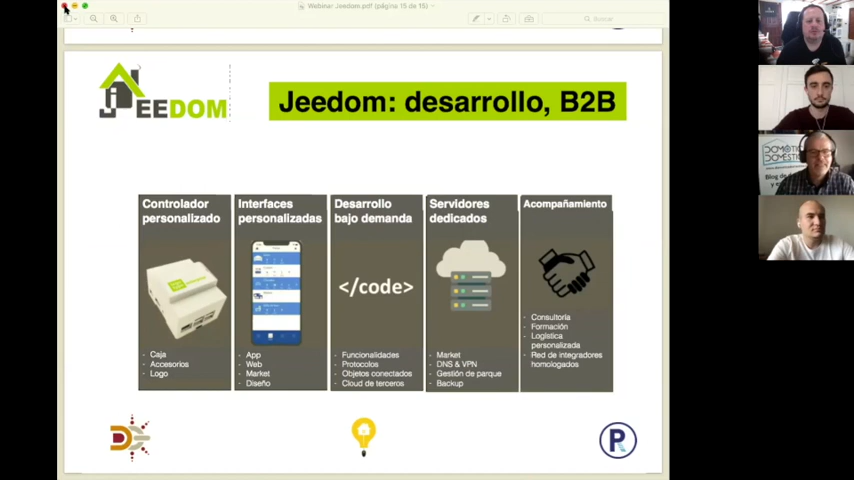 Webinar Jeedom.pdf (página 15 de 15)
Buscar
JEEDOM
Jeedom: desarrollo, B2B
Controlador
personalizado
- Caja
- Accesorios
- Logo
Interfaces
personalizadas
- App
- Web
- Market
- Diseño
Desarrollo
bajo demanda
</code>
- Funcionalidades
- Protocolos
- Objetos conectados
- Cloud de terceros
Servidores
dedicados
- Market
- DNS & VPN
- Gestión de parque
- Backup
Acompañamiento
- Consultoría
- Formación
- Logística
personalizada
- Red de integradores
homologados